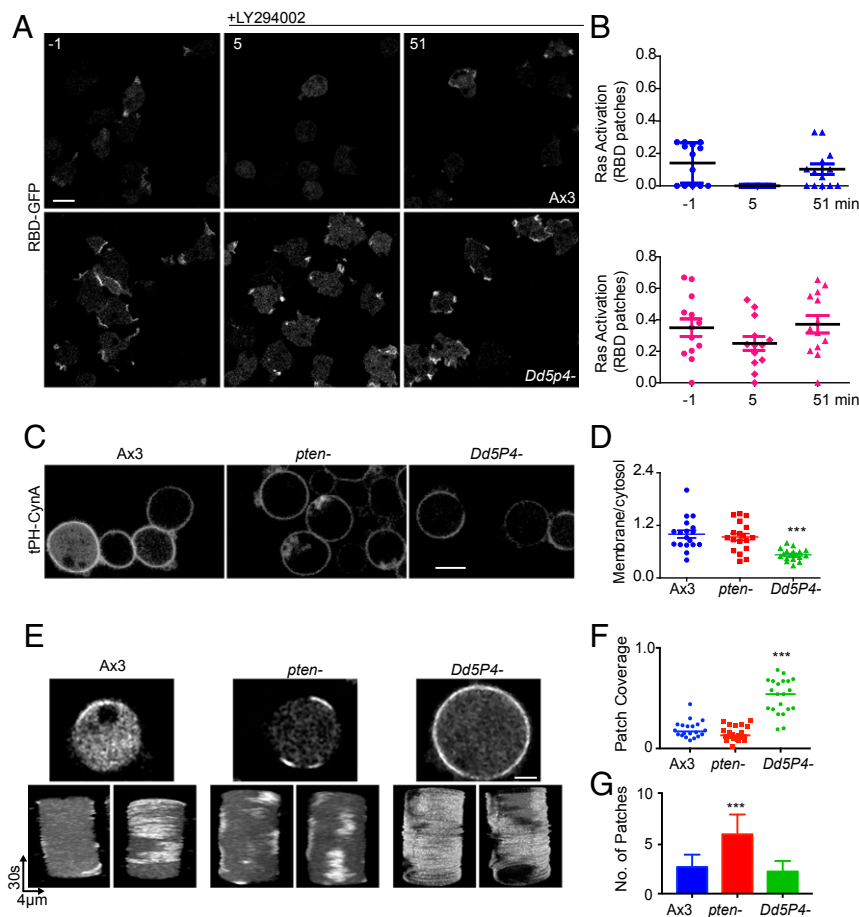 +LY294002
A
B
-1
5
51
Ax3
RBD-GFP
Dd5p4-
Ras Activation
(RBD patches)
0.8
0.6
0.4
0.2
0.0
-1 5 51 min
Ras Activation
(RBD patches)
0.8
0.6
0.4
0.2
0.0
-1 5 51 min
C
Ax3 pten- Dd5P4-
tPH-CynA
D
Membrane/cytosol
2.4
1.2
0.0
***
Ax3 pten- Dd5P4-
E
Ax3 pten- Dd5P4-
30s
4µm
F
Patch Coverage
1.0
0
***
Ax3 pten- Dd5P4-
G
No. of Patches
10
5
0
***
Ax3 pten- Dd5P4-